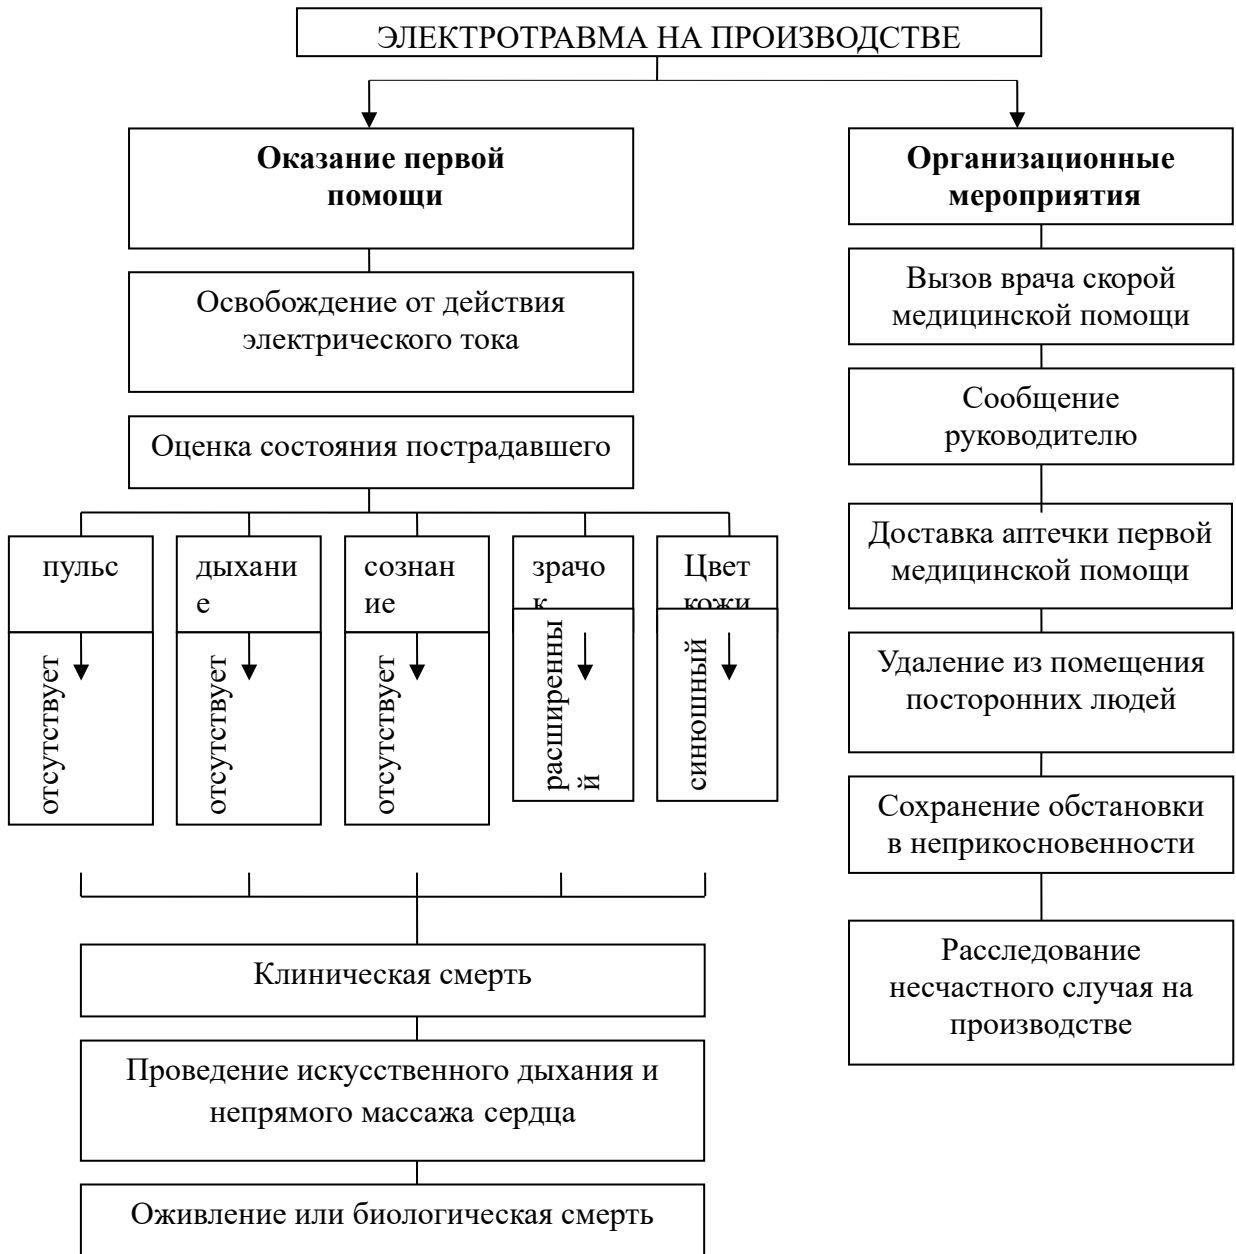 ЭЛЕКТРОТРАВМА НА ПРОИЗВОДСТВЕ
Оказание первой
помощи
Освобождение от действия
электрического тока
Оценка состояния пострадавшего
пульс
дыхани
е
сознан
ие
зрачо
к
Цвет
кожи
отсутствует
отсутствует
отсутствует
расширенны
й
синюшный
Клиническая смерть
Проведение искусственного дыхания и
непрямого массажа сердца
Оживление или биологическая смерть
Организационные
мероприятия
Вызов врача скорой
медицинской помощи
Сообщение
руководителю
Доставка аптечки первой
медицинской помощи
Удаление из помещения
посторонних людей
Сохранение обстановки
в неприкосновенности
Расследование
несчастного случая на
производстве